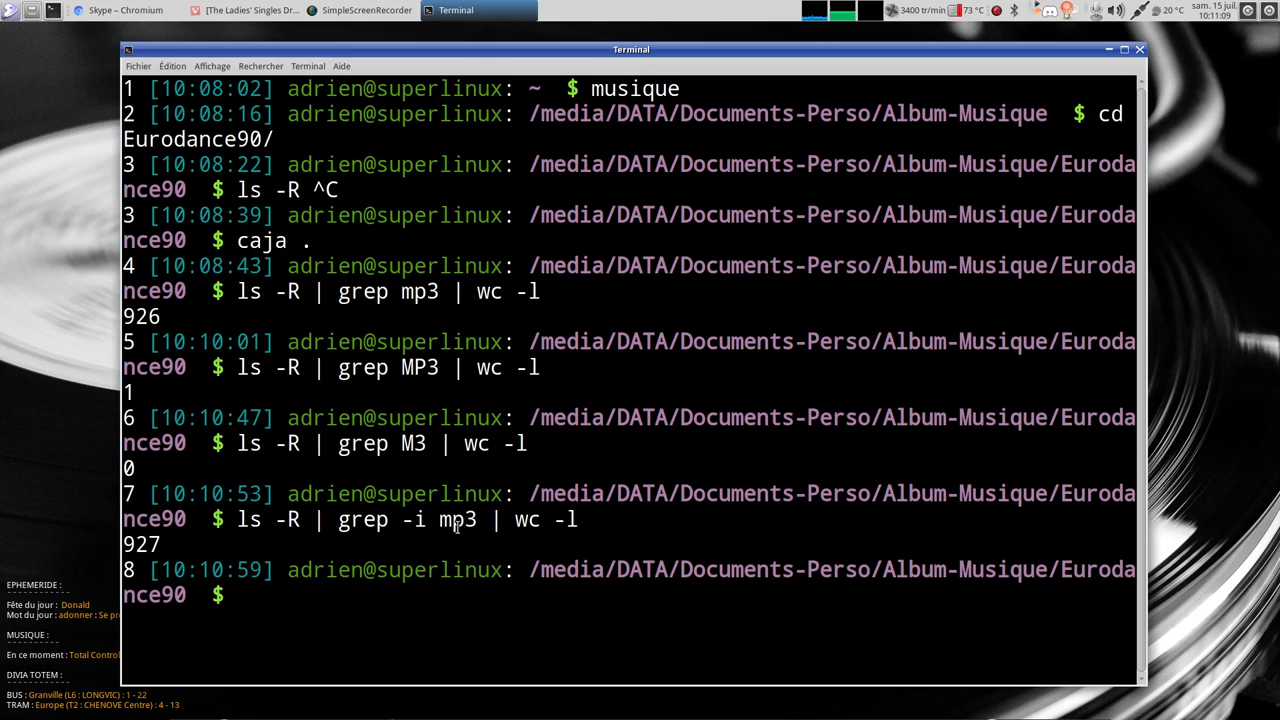 Skype – Chromium
[The Ladies' Singles Dr...
SimpleScreenRecorder
Terminal
3400 tr/min
73 °C
20 °C
sam. 15 juil.
10:11:09
Terminal
Fichier Édition Affichage Rechercher Terminal Aide
1 [10:08:02] adrien@superlinux: ~ $ musique
2 [10:08:16] adrien@superlinux: /media/DATA/Documents-Perso/Album-Musique $ cd
Eurodance90/
3 [10:08:22] adrien@superlinux: /media/DATA/Documents-Perso/Album-Musique/Euroda
nce90 $ ls -R ^C
3 [10:08:39] adrien@superlinux: /media/DATA/Documents-Perso/Album-Musique/Euroda
nce90 $ caja .
4 [10:08:43] adrien@superlinux: /media/DATA/Documents-Perso/Album-Musique/Euroda
nce90 $ ls -R | grep mp3 | wc -l
926
5 [10:10:01] adrien@superlinux: /media/DATA/Documents-Perso/Album-Musique/Euroda
nce90 $ ls -R | grep MP3 | wc -l
1
6 [10:10:47] adrien@superlinux: /media/DATA/Documents-Perso/Album-Musique/Euroda
nce90 $ ls -R | grep M3 | wc -l
0
7 [10:10:53] adrien@superlinux: /media/DATA/Documents-Perso/Album-Musique/Euroda
nce90 $ ls -R | grep -i mp3 | wc -l
927
8 [10:10:59] adrien@superlinux: /media/DATA/Documents-Perso/Album-Musique/Euroda
nce90 $
EPHEMERIDE :
Fête du jour : Donald
Mot du jour : adonner : Se pr
MUSIQUE :
En ce moment : Total Control
DIVIA TOTEM :
BUS : Granville (L6 : LONGVIC) : 1 - 22
TRAM : Europe (T2 : CHENOVE Centre) : 4 - 13